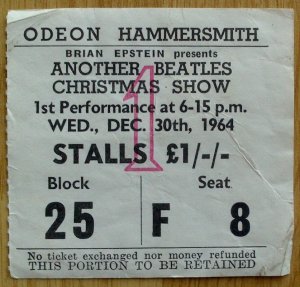 ODEON HAMMERSMITH
BRIAN EPSTEIN presents
ANOTHER BEATLES
CHRISTMAS SHOW
1st Performance at 6-15 p.m.
WED., DEC. 30th, 1964
1
STALLS £1/-/-
Block Seat
25 F 8
No ticket exchanged nor money refunded
THIS PORTION TO BE RETAINED